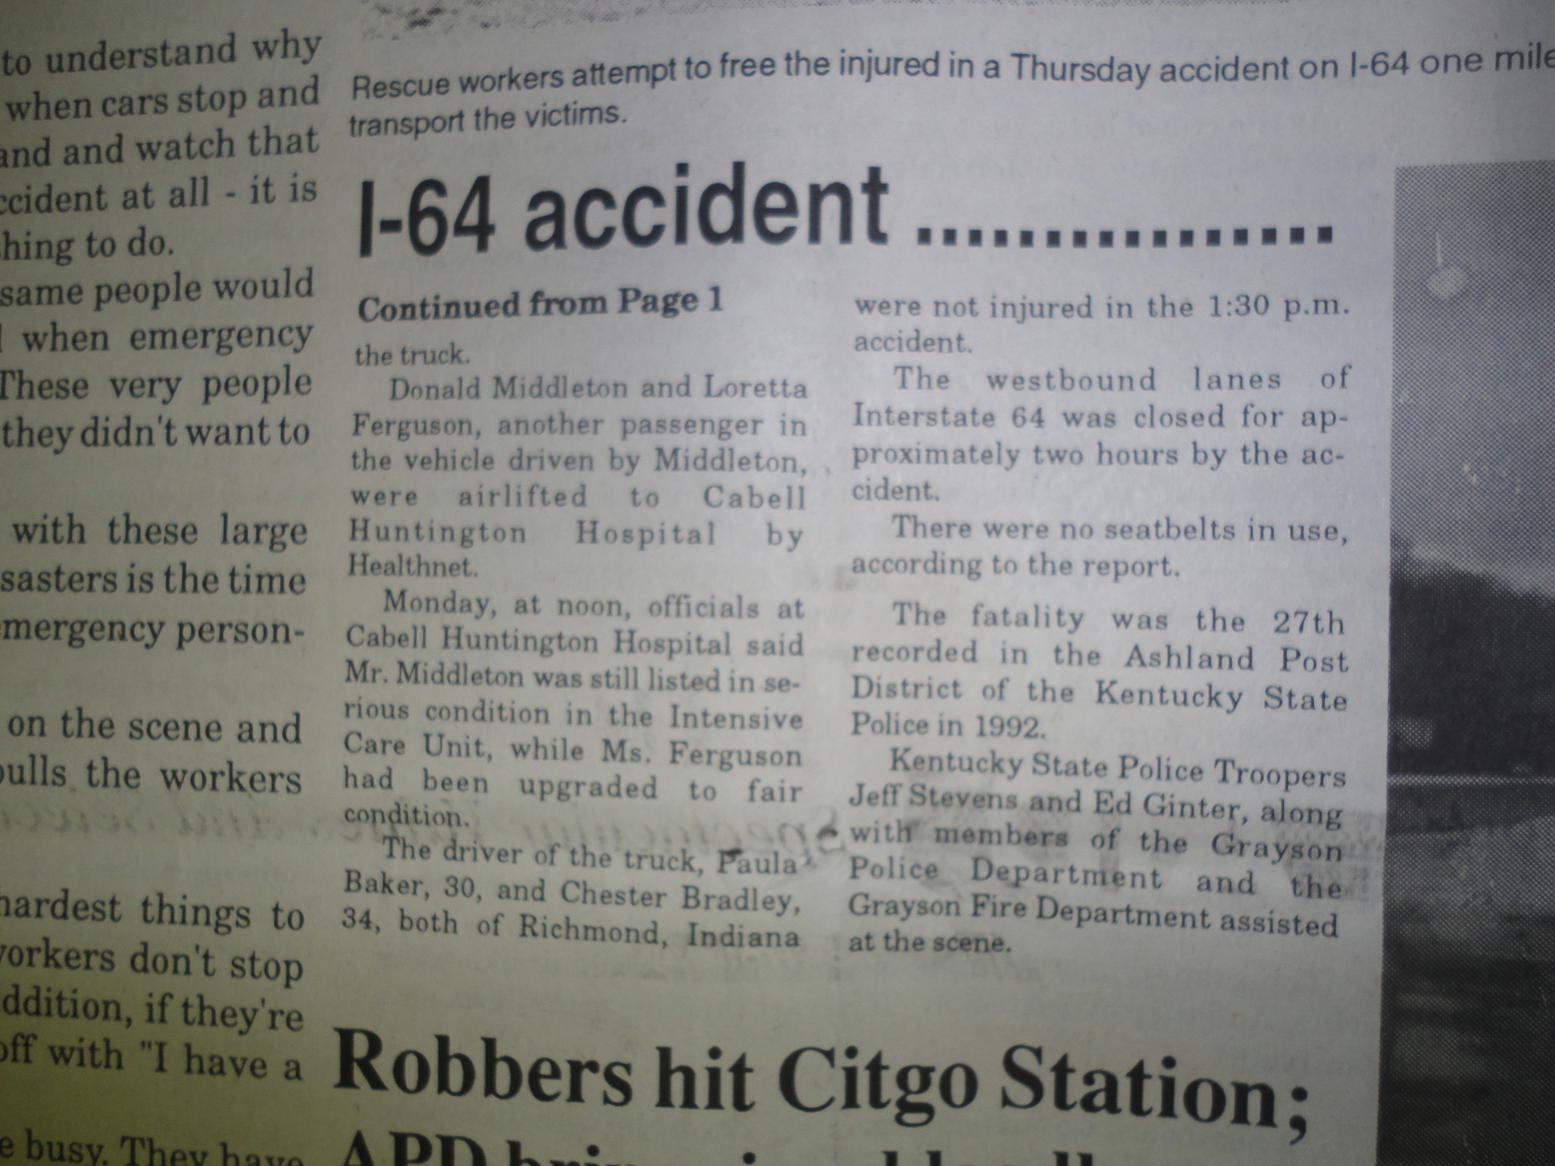 to understand why
when cars stop and
and and watch that
ccident at all - it is
hing to do.
same people would
when emergency
These very people
they didn't want to
with these large
sasters is the time
mergency person-
on the scene and
pulls the workers
hardest things to
workers don't stop
ddition, if they're
off with "I have a
e busy. They have
Rescue workers attempt to free the injured in a Thursday accident on I-64 one mile
transport the victims.
I-64 accident ................
Continued from Page 1
the truck.
Donald Middleton and Loretta
Ferguson, another passenger in
the vehicle driven by Middleton,
were airlifted to Cabell
Huntington Hospital by
Healthnet.
Monday, at noon, officials at
Cabell Huntington Hospital said
Mr. Middleton was still listed in se-
rious condition in the Intensive
Care Unit, while Ms. Ferguson
had been upgraded to fair
condition.
The driver of the truck, Paula
Baker, 30, and Chester Bradley,
34, both of Richmond, Indiana
were not injured in the 1:30 p.m.
accident.
The westbound lanes of
Interstate 64 was closed for ap-
proximately two hours by the ac-
cident.
There were no seatbelts in use,
according to the report.
The fatality was the 27th
recorded in the Ashland Post
District of the Kentucky State
Police in 1992.
Kentucky State Police Troopers
Jeff Stevens and Ed Ginter, along
with members of the Grayson
Police Department and the
Grayson Fire Department assisted
at the scene.
Robbers hit Citgo Station;
APD